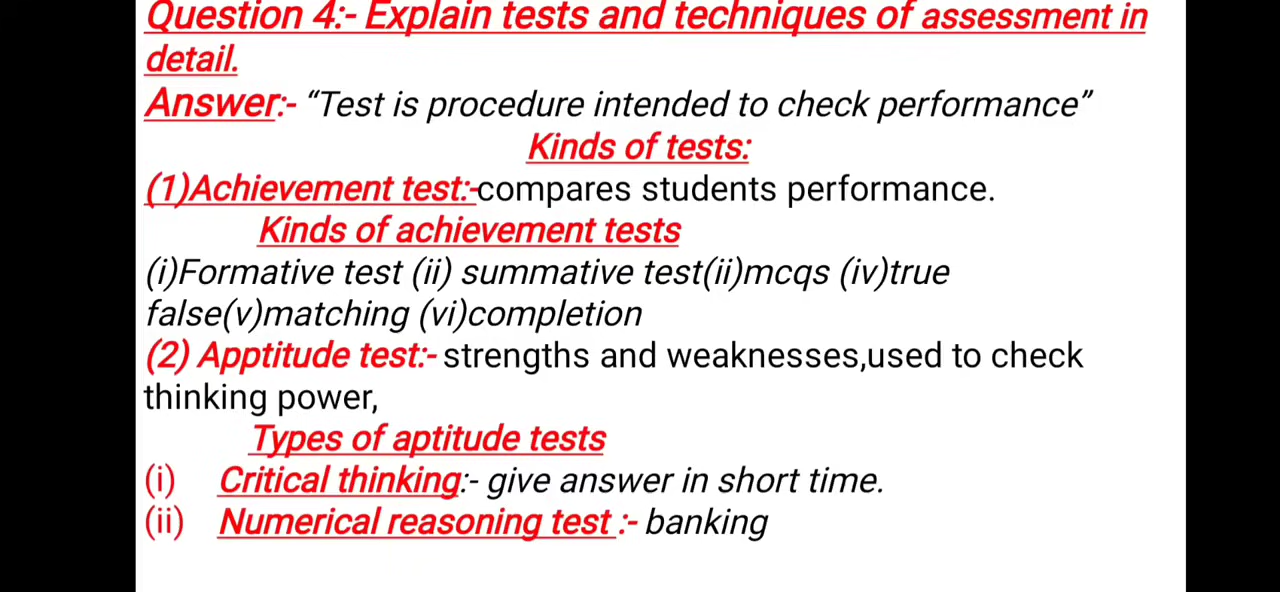 Question 4:- Explain tests and techniques of assessment in
detail.
Answer:- “Test is procedure intended to check performance”
Kinds of tests:
(1)Achievement test:-compares students performance.
Kinds of achievement tests
(i)Formative test (ii) summative test(ii)mcqs (iv)true
false(v)matching (vi)completion
(2) Apptitude test:- strengths and weaknesses,used to check
thinking power,
Types of aptitude tests
(i) Critical thinking:- give answer in short time.
(ii) Numerical reasoning test :- banking